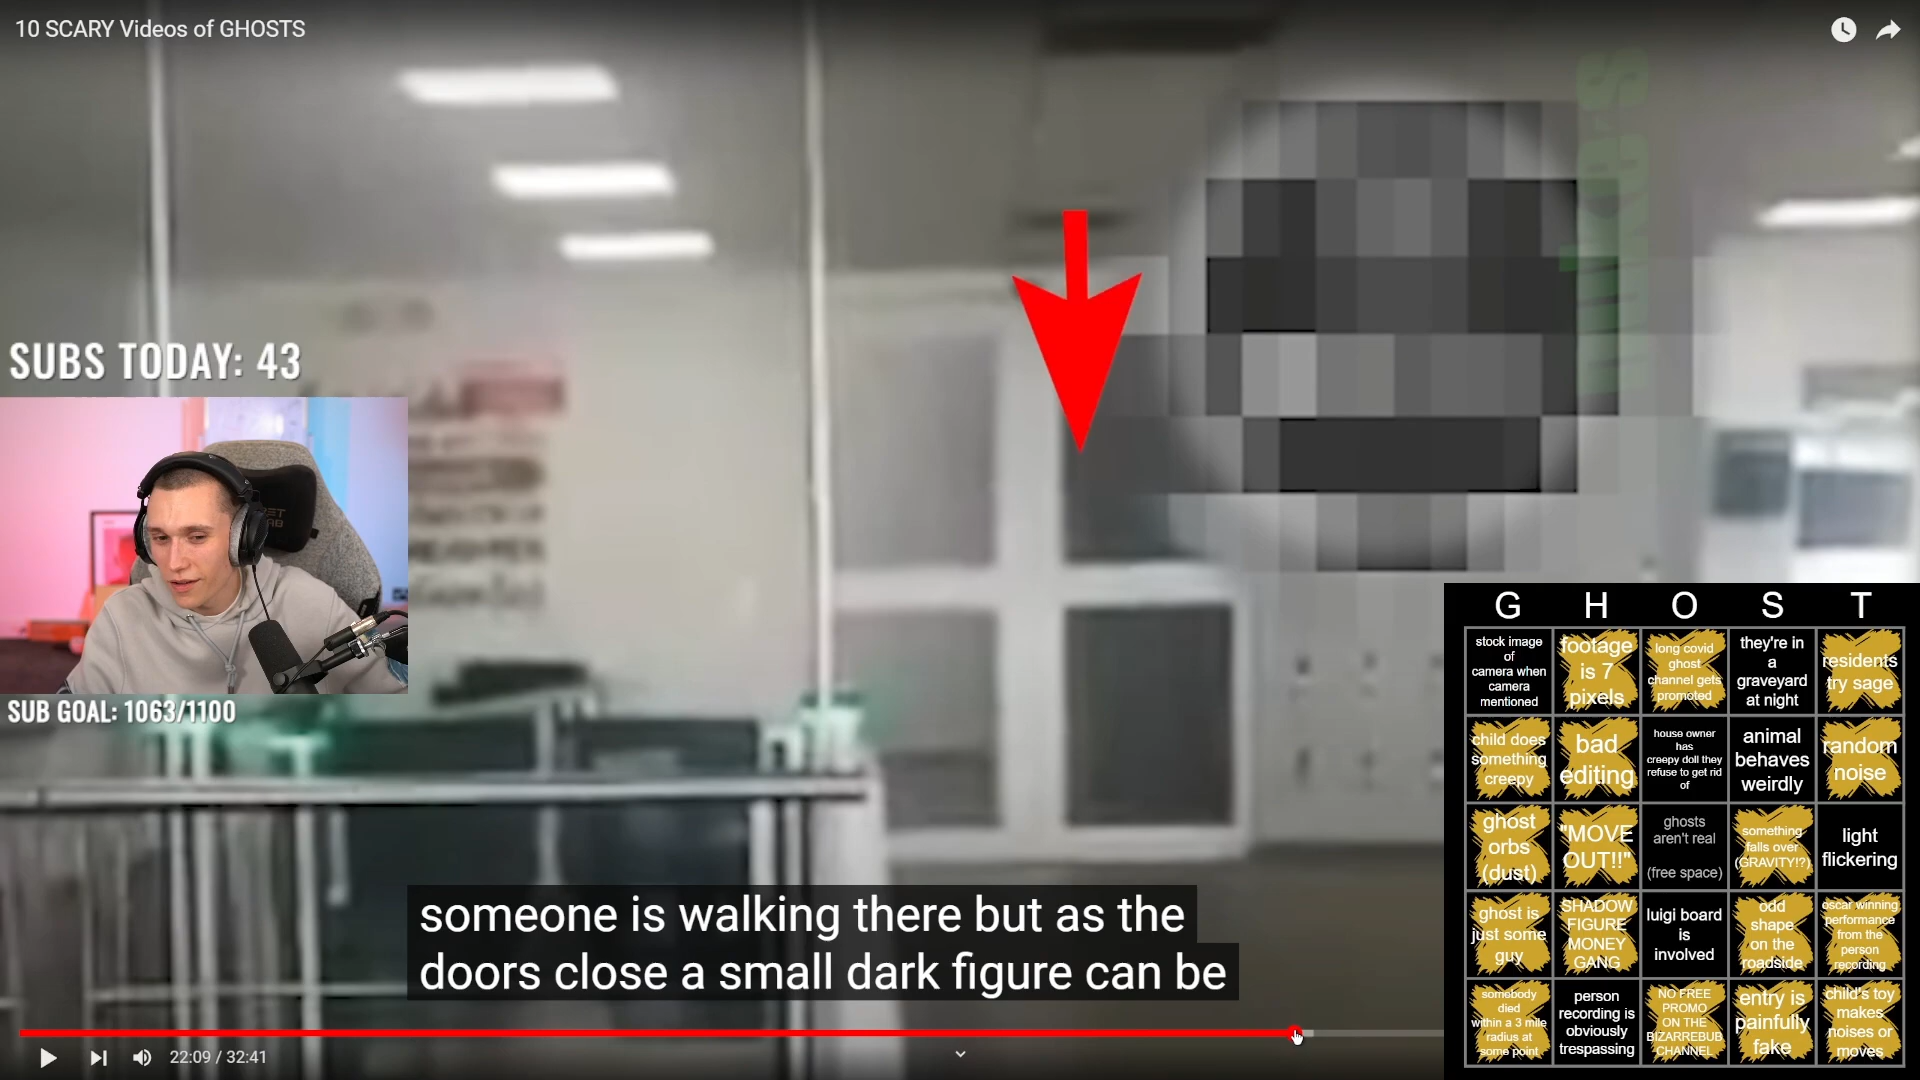 10 SCARY Videos of GHOSTS
SUBS TODAY: 43
SUB GOAL: 1063/1100
someone is walking there but as the
doors close a small dark figure can be
22:09 / 32:41
G H O S T
stock image
of
camera when
camera
mentioned
footage
is 7
pixels
long covid
ghost
channel gets
promoted
they're in
a
graveyard
at night
residents
try sage
child does
something
creepy
bad
editing
house owner
has
creepy doll they
refuse to get rid
of
animal
behaves
weirdly
random
noise
ghost
orbs
(dust)
"MOVE
OUT!!"
ghosts
aren't real
(free space)
something
falls over
(GRAVITY!?)
light
flickering
ghost is
just some
guy
SHADOW
FIGURE
MONEY
GANG
luigi board
is
involved
odd
shape
on the
roadside
oscar winning
performance
from the
person
recording
somebody
died
within a 3 mile
radius at
some point
person
recording is
obviously
trespassing
NO FREE
PROMO
ON THE
BIZARREBUB
CHANNEL
entry is
painfully
fake
child's toy
makes
noises or
moves